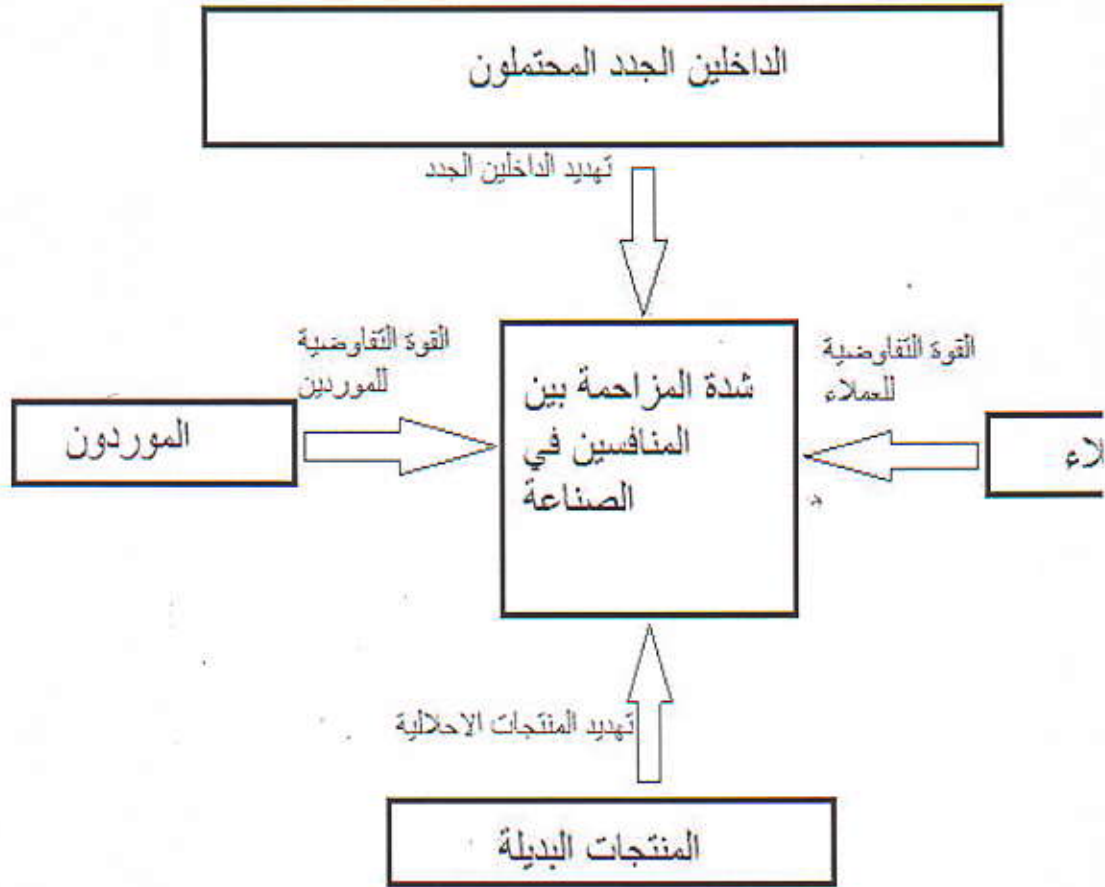 الداخلين الجدد المحتملون
تهديد الداخلين الجدد
القوة التفاوضية
للعملاء
القوة التفاوضية
للموردين
شدة المزاحمة بين
المنافسين في
الصناعة
لاء
الموردون
تهديد المنتجات الاحلالية
المنتجات البديلة